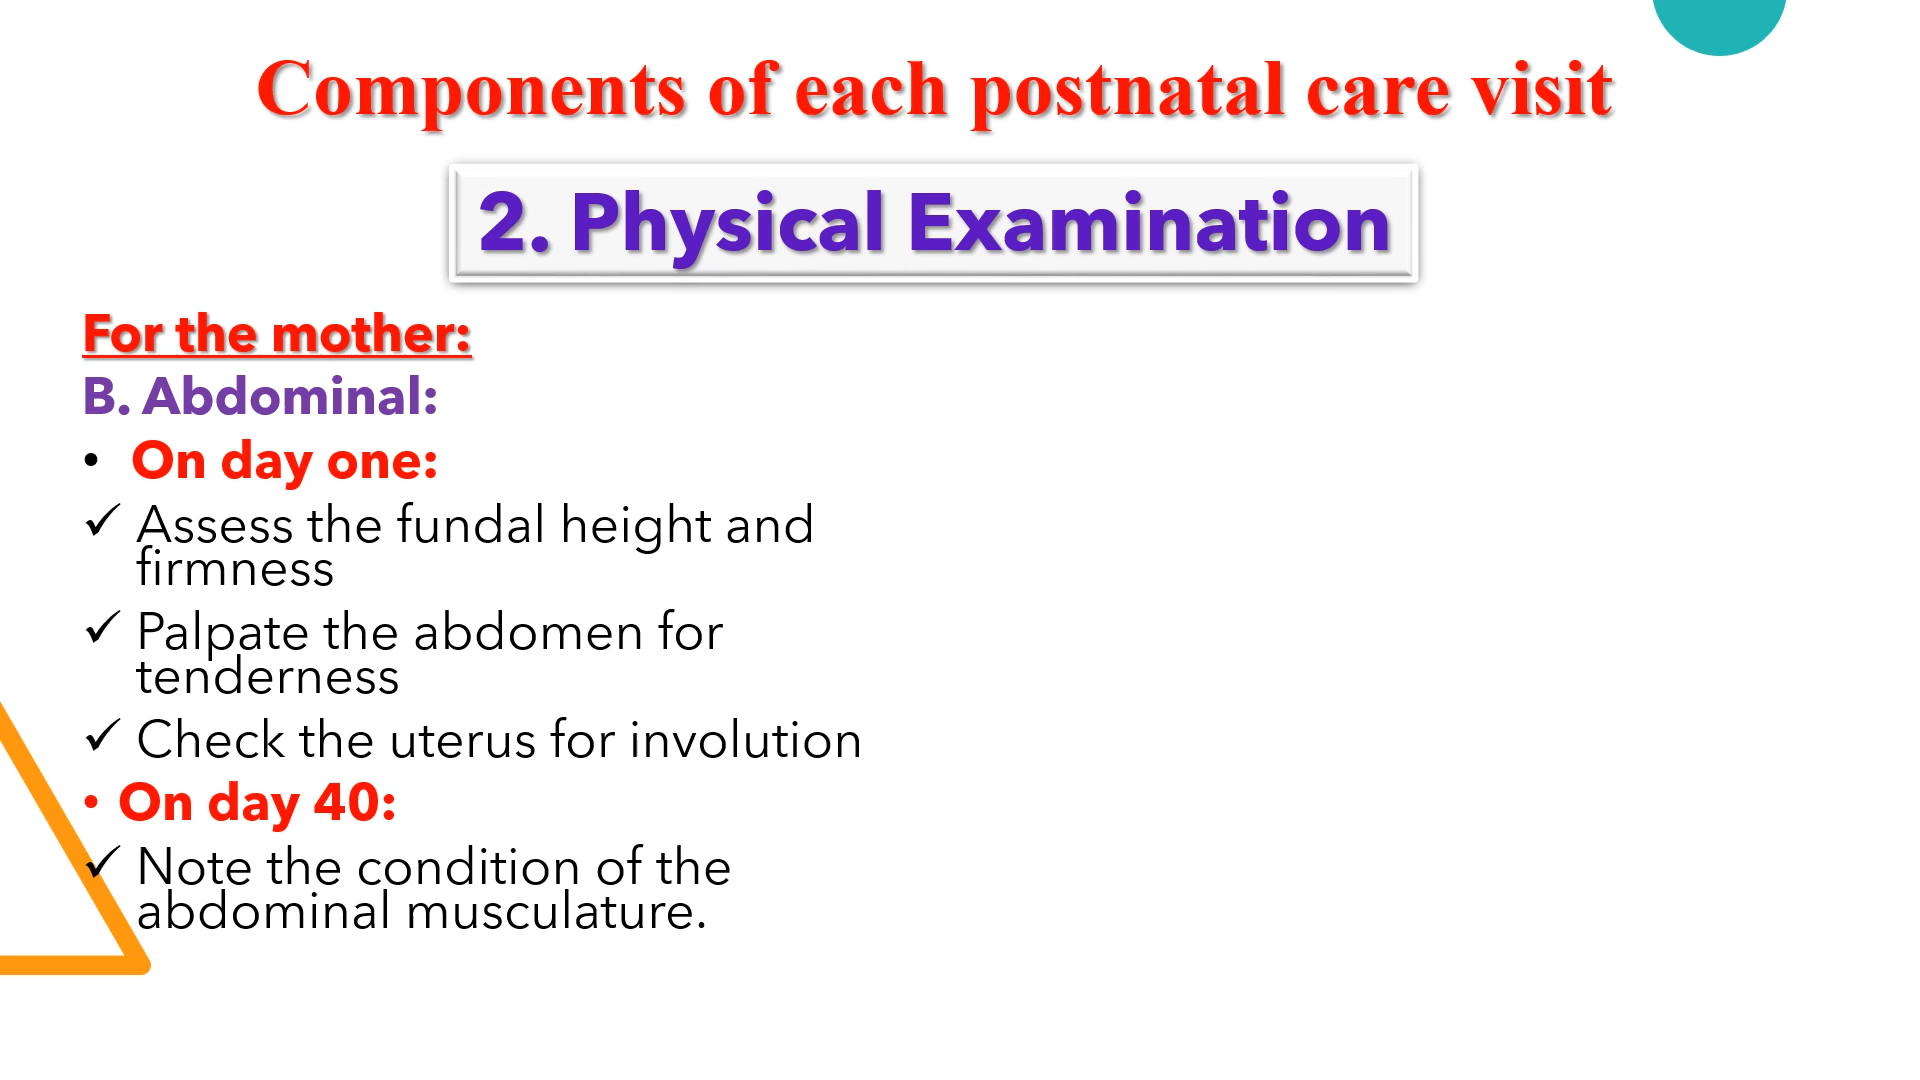 Components of each postnatal care visit
2. Physical Examination
For the mother:
B. Abdominal:
• On day one:
✓ Assess the fundal height and
firmness
✓ Palpate the abdomen for
tenderness
✓ Check the uterus for involution
• On day 40:
✓ Note the condition of the
abdominal musculature.